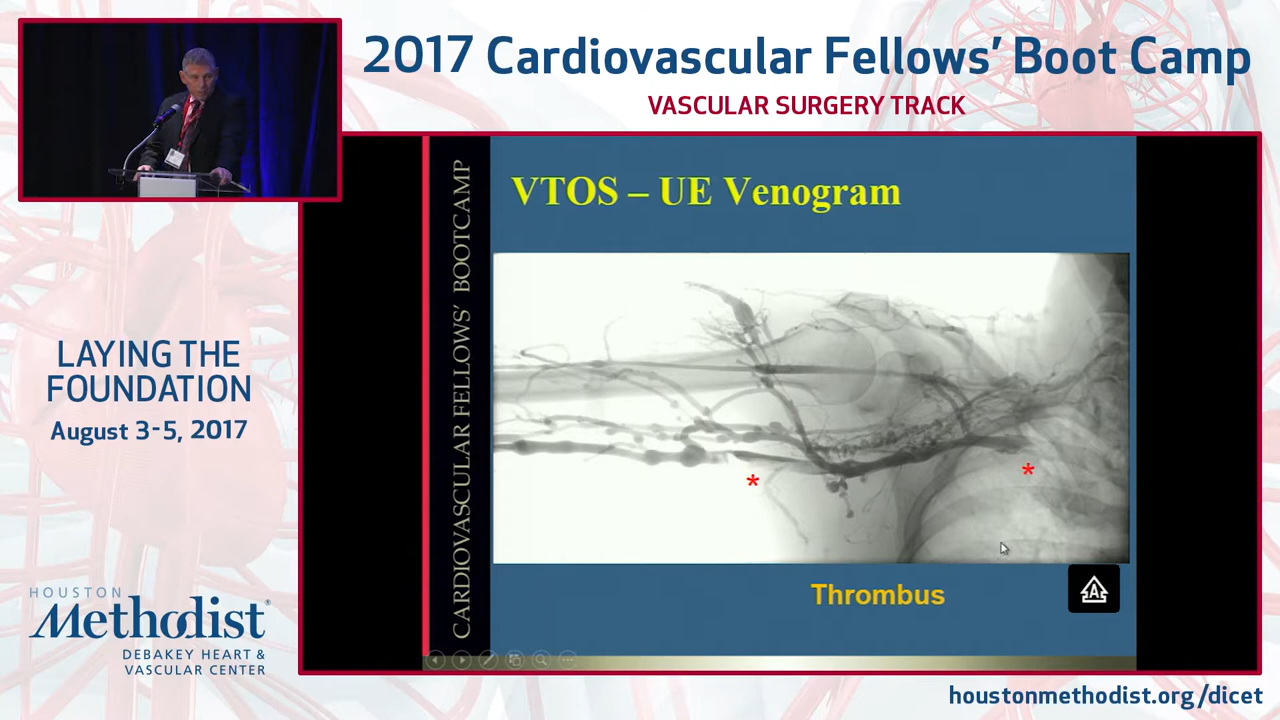 2017 Cardiovascular Fellows’ Boot Camp
VASCULAR SURGERY TRACK
CARDIOVASCULAR FELLOWS’ BOOTCAMP
VTOS – UE Venogram
*
*
Thrombus
A
LAYING THE
FOUNDATION
August 3-5, 2017
HOUSTON
Methodist®
DEBAKEY HEART &
VASCULAR CENTER
houstonmethodist.org/dicet